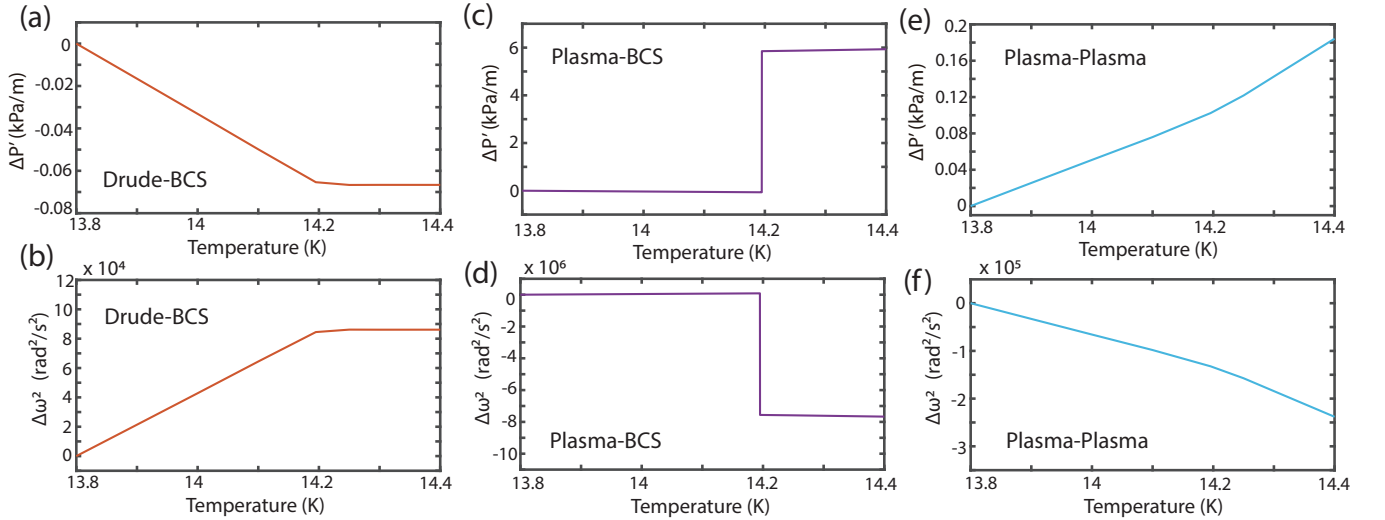 (a)
0
-0.02
-0.04
-0.06
-0.08
ΔP′ (kPa/m)
Drude-BCS
13.8
14
14.2
14.4
Temperature (K)
(b)
x 10⁴
12
10
8
6
4
2
0
Δω² (rad²/s²)
Drude-BCS
13.8
14
14.2
14.4
Temperature (K)
(c)
6
4
2
0
ΔP′ (kPa/m)
Plasma-BCS
13.8
14
14.2
14.4
Temperature (K)
(d)
x 10⁶
0
-2
-4
-6
-8
-10
Δω² (rad²/s²)
Plasma-BCS
13.8
14
14.2
14.4
Temperature (K)
(e)
0.2
0.16
0.12
0.08
0.04
0
ΔP′ (kPa/m)
Plasma-Plasma
13.8
14
14.2
14.4
Temperature (K)
(f)
x 10⁵
0
-1
-2
-3
Δω² (rad²/s²)
Plasma-Plasma
13.8
14
14.2
14.4
Temperature (K)